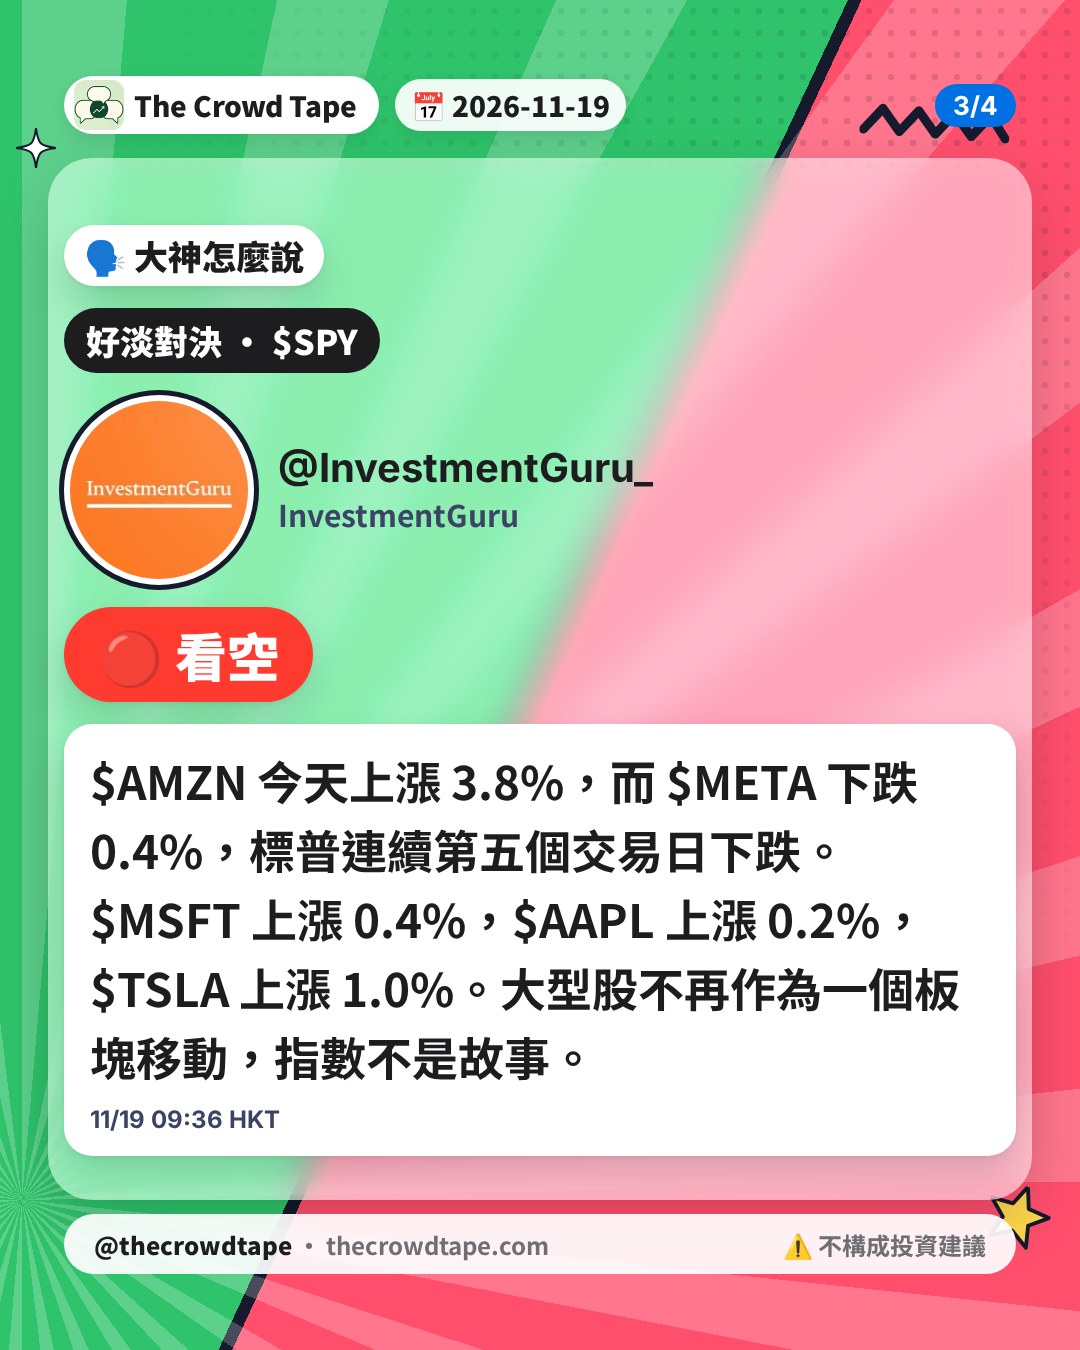 The Crowd Tape
2026-11-19
3/4
大神怎麼說
好淡對決 · $SPY
InvestmentGuru
@InvestmentGuru_
InvestmentGuru
看空
$AMZN 今天上漲 3.8%，而 $META 下跌
0.4%，標普連續第五個交易日下跌。
$MSFT 上漲 0.4%，$AAPL 上漲 0.2%，
$TSLA 上漲 1.0%。大型股不再作為一個板
塊移動，指數不是故事。
11/19 09:36 HKT
@thecrowdtape · thecrowdtape.com
⚠️ 不構成投資建議